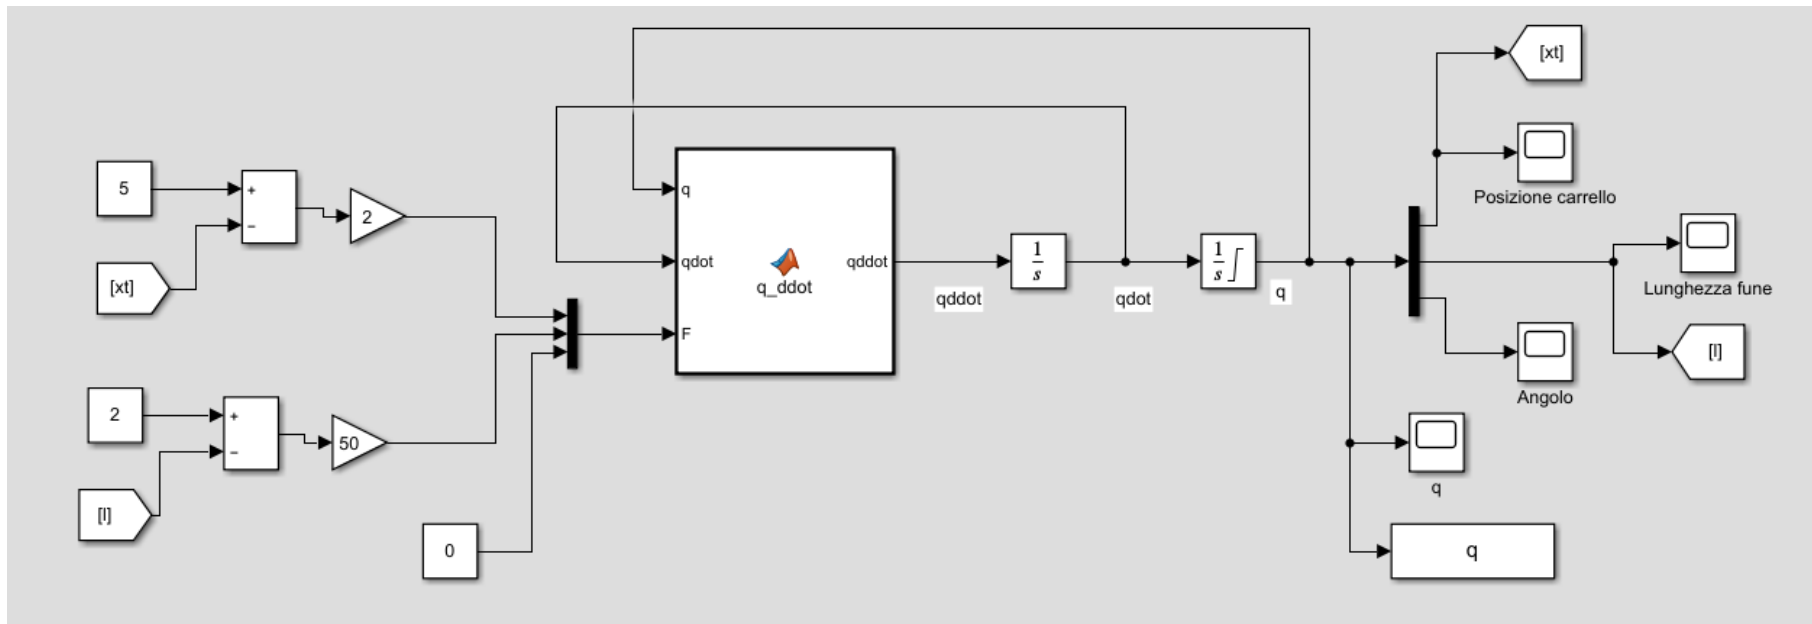 [xt]
Posizione carrello
5
+
−
2
[xt]
q
qdot
F
qddot
q_ddot
1
s
1
s
qddot
qdot
q
Lunghezza fune
[l]
Angolo
2
+
−
50
[l]
0
q
q